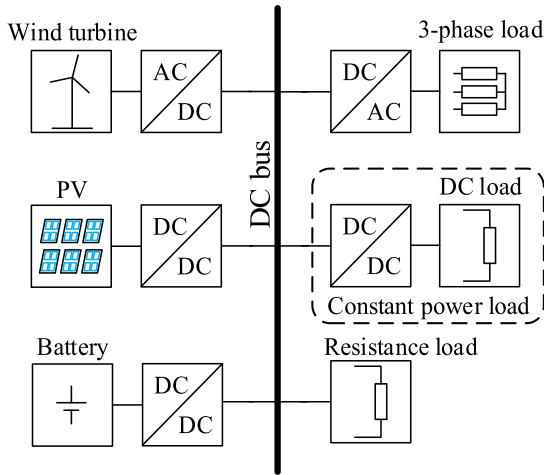 Wind turbine
3-phase load
AC
DC
DC
AC
DC bus
PV
DC load
DC
DC
DC
DC
Constant power load
Battery
Resistance load
DC
DC